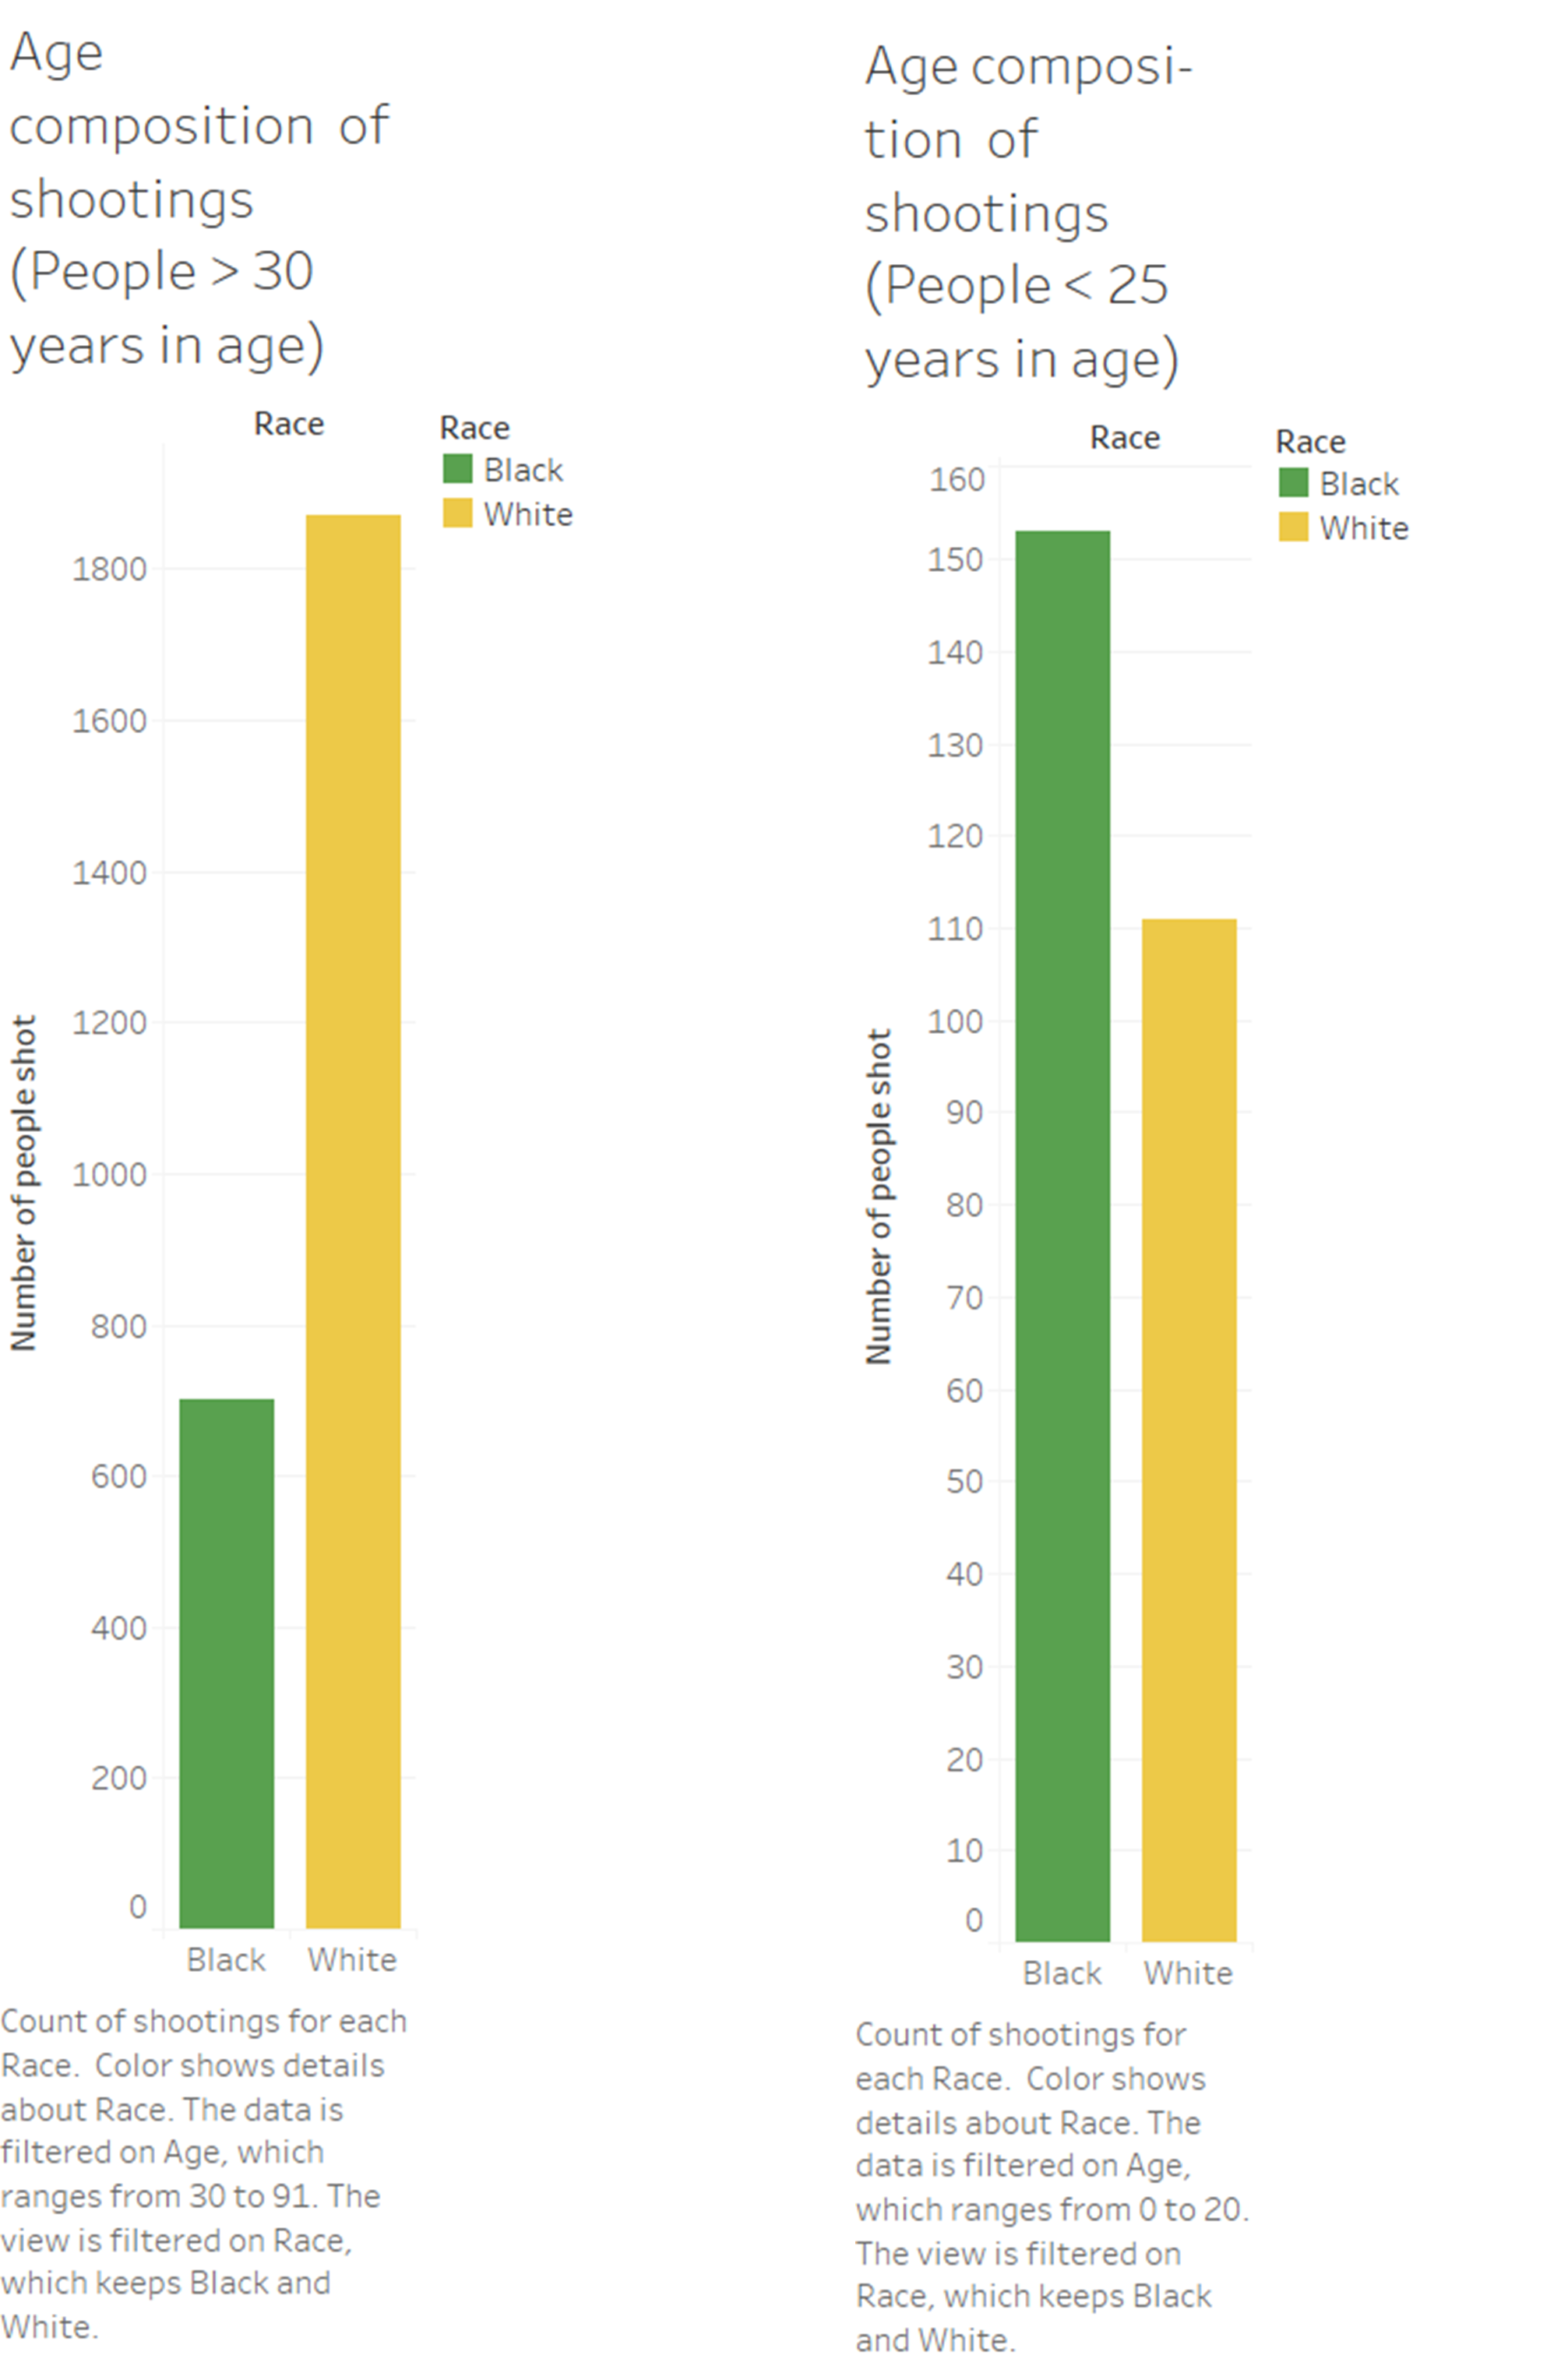 Age
composition of
shootings
(People > 30
years in age)
Race
Race
Black
White
1800
1600
1400
1200
1000
800
600
400
200
0
Number of people shot
Black White
Count of shootings for each
Race. Color shows details
about Race. The data is
filtered on Age, which
ranges from 30 to 91. The
view is filtered on Race,
which keeps Black and
White.
Age composi-
tion of
shootings
(People < 25
years in age)
Race
Race
Black
White
160
150
140
130
120
110
100
90
80
70
60
50
40
30
20
10
0
Number of people shot
Black White
Count of shootings for
each Race. Color shows
details about Race. The
data is filtered on Age,
which ranges from 0 to 20.
The view is filtered on
Race, which keeps Black
and White.